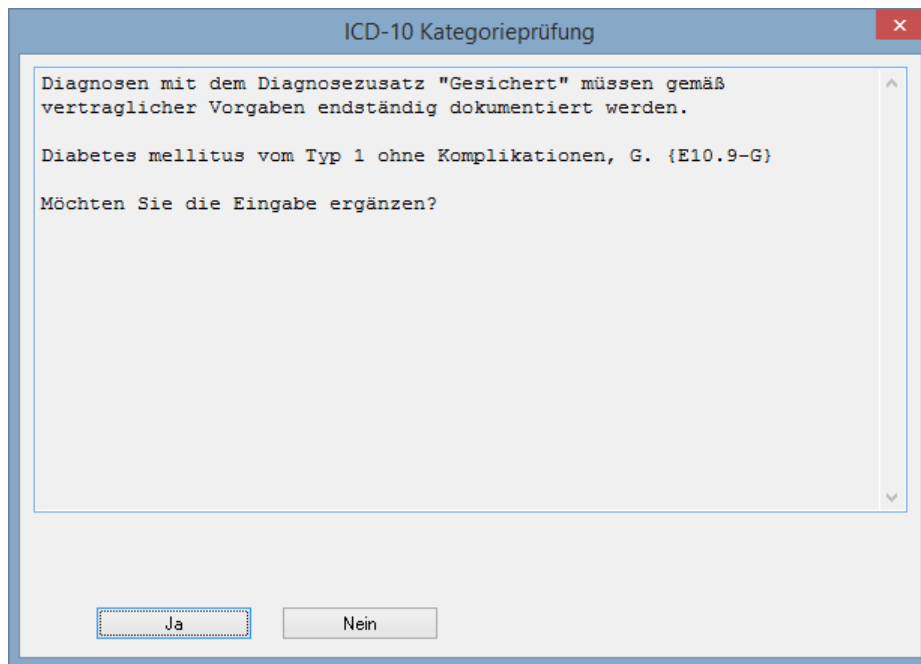 ICD-10 Kategorieprüfung
Diagnosen mit dem Diagnosezusatz "Gesichert" müssen gemäß
vertraglicher Vorgaben endständig dokumentiert werden.
Diabetes mellitus vom Typ 1 ohne Komplikationen, G. {E10.9-G}
Möchten Sie die Eingabe ergänzen?
Ja
Nein